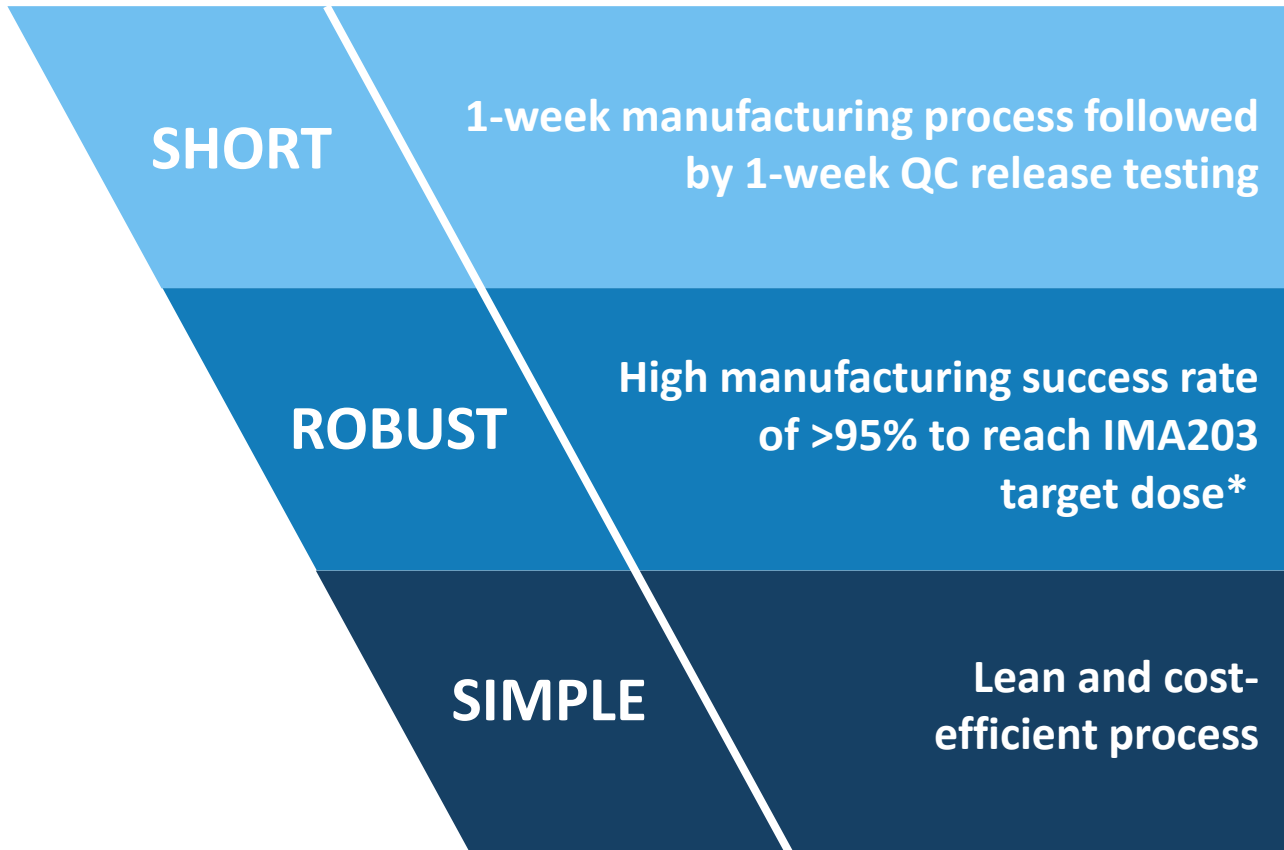 SHORT
1-week manufacturing process followed
by 1-week QC release testing
ROBUST
High manufacturing success rate
of >95% to reach IMA203
target dose*
SIMPLE
Lean and cost-
efficient process